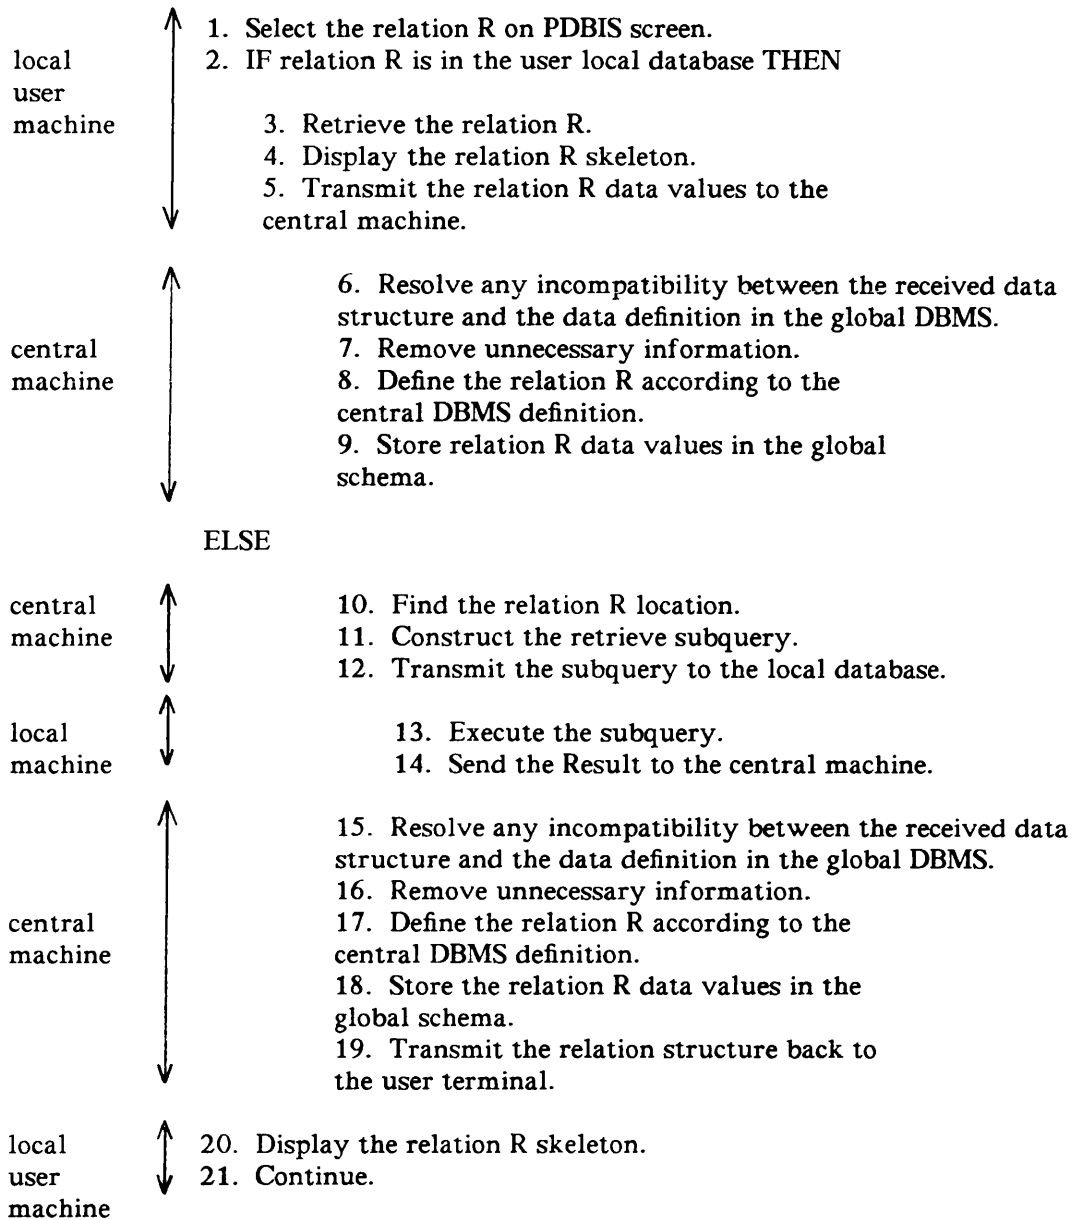 1. Select the relation R on PDBIS screen.
local
2. IF relation R is in the user local database THEN
user
machine
3. Retrieve the relation R.
4. Display the relation R skeleton.
5. Transmit the relation R data values to the
central machine.
6. Resolve any incompatibility between the received data
structure and the data definition in the global DBMS.
central
7. Remove unnecessary information.
machine
8. Define the relation R according to the
central DBMS definition.
9. Store relation R data values in the global
schema.
ELSE
central
10. Find the relation R location.
machine
11. Construct the retrieve subquery.
12. Transmit the subquery to the local database.
local
13. Execute the subquery.
machine
14. Send the Result to the central machine.
15. Resolve any incompatibility between the received data
structure and the data definition in the global DBMS.
16. Remove unnecessary information.
central
17. Define the relation R according to the
machine
central DBMS definition.
18. Store the relation R data values in the
global schema.
19. Transmit the relation structure back to
the user terminal.
local
20. Display the relation R skeleton.
user
21. Continue.
machine